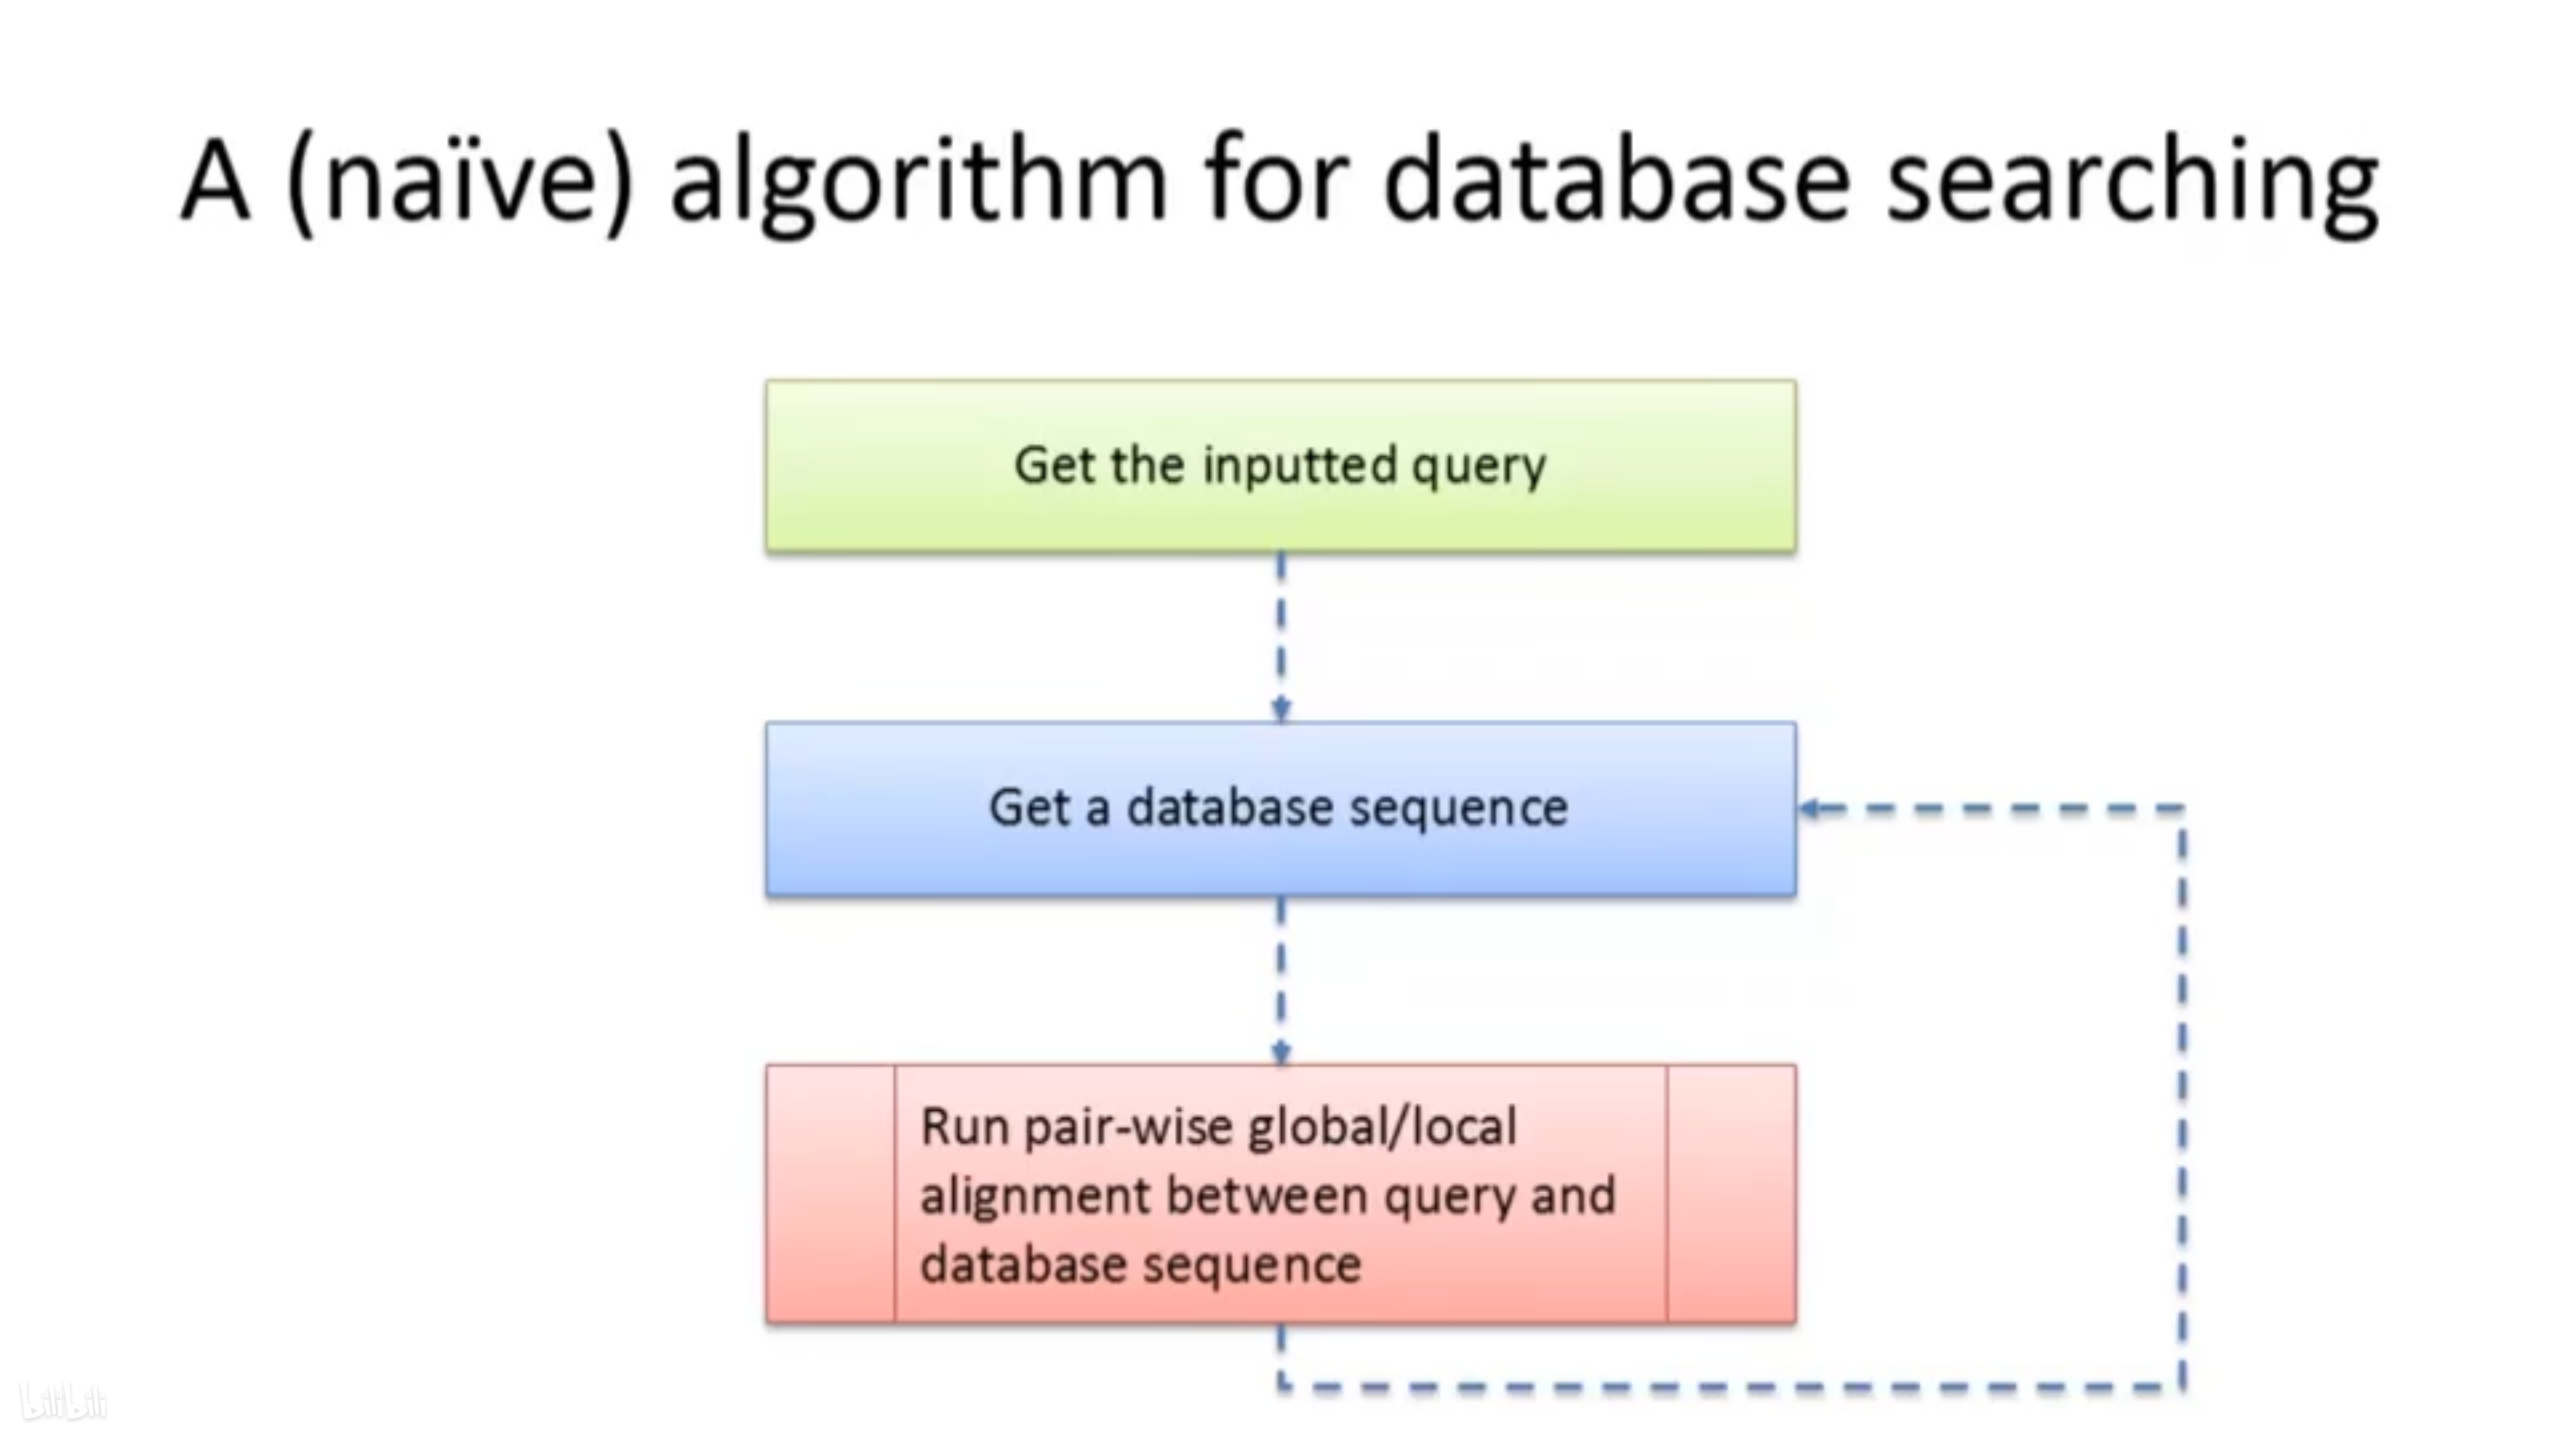 A (naïve) algorithm for database searching
Get the inputted query
Get a database sequence
Run pair-wise global/local
alignment between query and
database sequence
bilibili